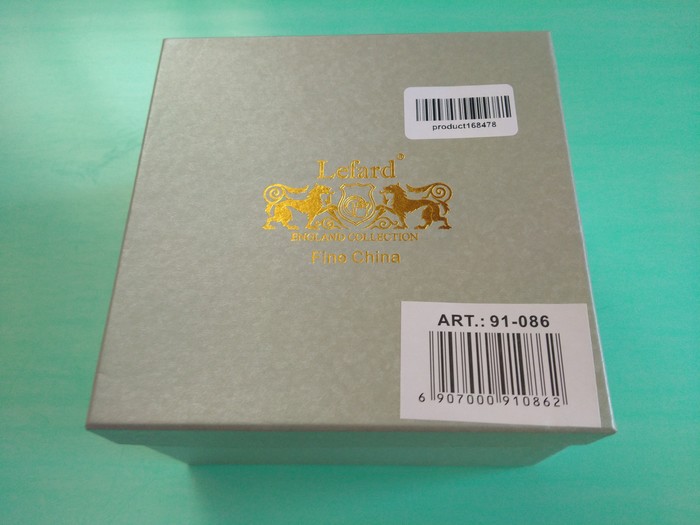 product168478
Lefard®
ENGLAND COLLECTION
Fine China
ART.: 91-086
6 907000 910862